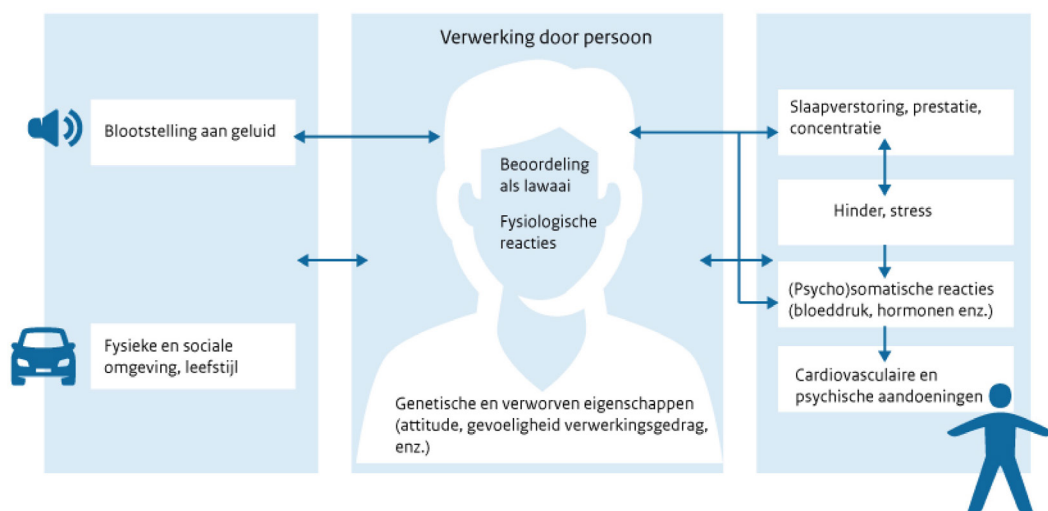 Verwerking door persoon
Blootstelling aan geluid
Fysieke en sociale
omgeving, leefstijl
Beoordeling
als lawaai
Fysiologische
reacties
Genetische en verworven eigenschappen
(attitude, gevoeligheid verwerkingsgedrag,
enz.)
Slaapverstoring, prestatie,
concentratie
Hinder, stress
(Psycho)somatische reacties
(bloeddruk, hormonen enz.)
Cardiovasculaire en
psychische aandoeningen